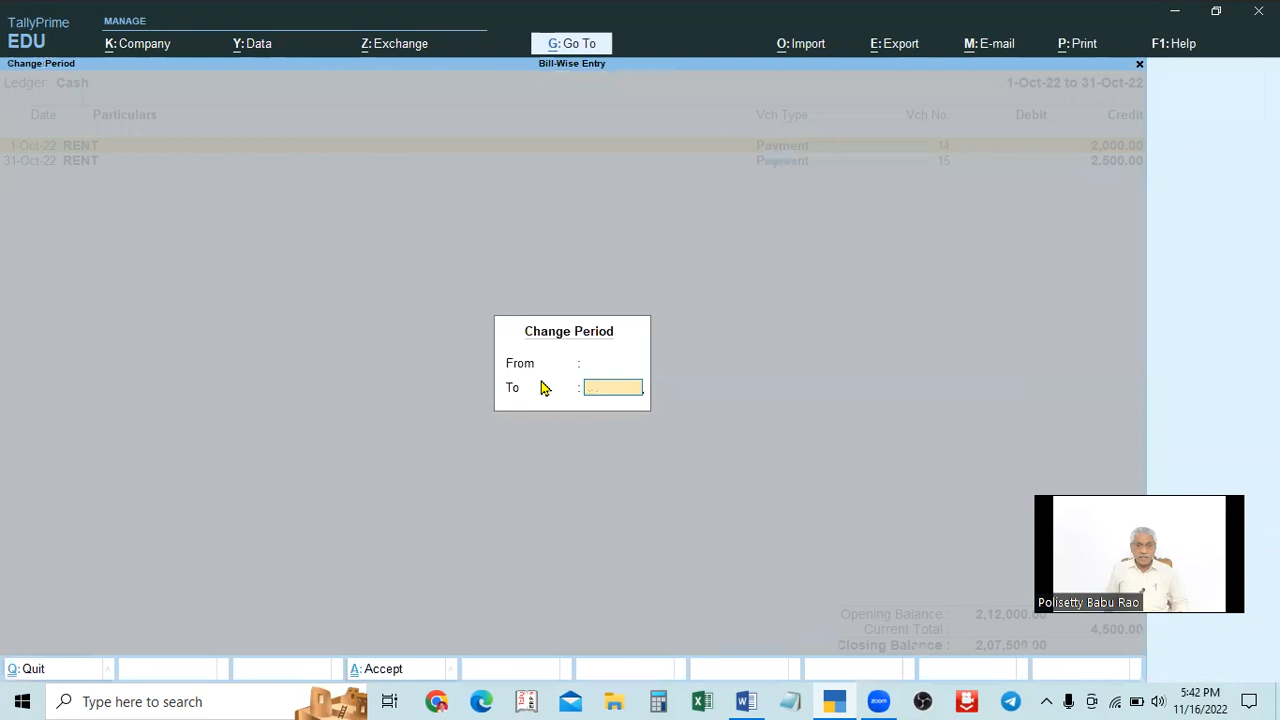 TallyPrime
EDU
MANAGE
K: Company
Y: Data
Z: Exchange
G: Go To
O: Import
E: Export
M: E-mail
P: Print
F1: Help
Change Period
Bill-Wise Entry
Ledger: Cash
1-Oct-22 to 31-Oct-22
Date Particulars Vch Type Vch No. Debit Credit
1-Oct-22 RENT Payment 14 2,000.00
31-Oct-22 RENT Payment 15 2,500.00
Change Period
From :
To :
Polisetty Babu Rao
Opening Balance : 2,12,000.00
Current Total : 4,500.00
Closing Balance : 2,07,500.00
Q: Quit
A: Accept
Type here to search
zoom
5:42 PM
11/16/2022